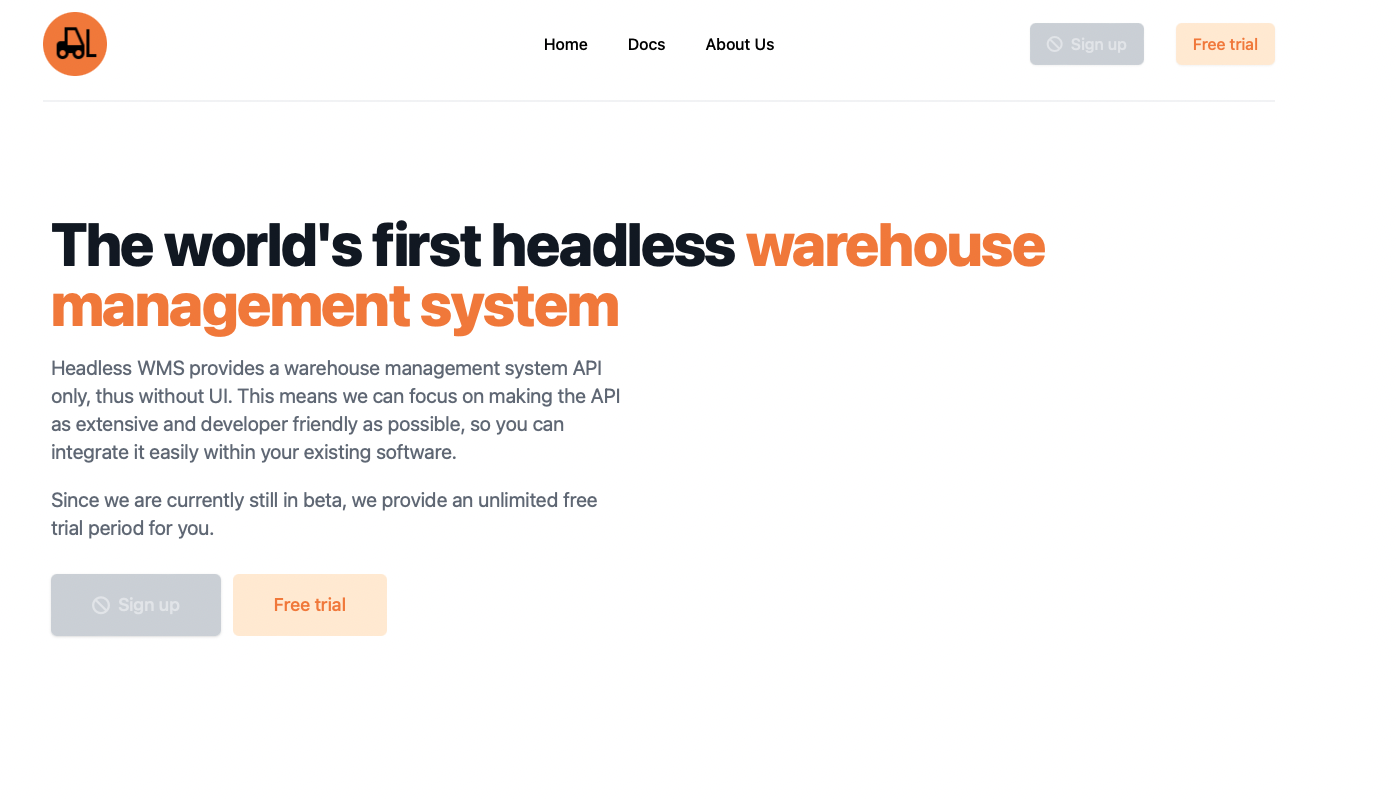 Home
Docs
About Us
Sign up
Free trial
The world's first headless warehouse
management system
Headless WMS provides a warehouse management system API
only, thus without UI. This means we can focus on making the API
as extensive and developer friendly as possible, so you can
integrate it easily within your existing software.
Since we are currently still in beta, we provide an unlimited free
trial period for you.
Sign up
Free trial